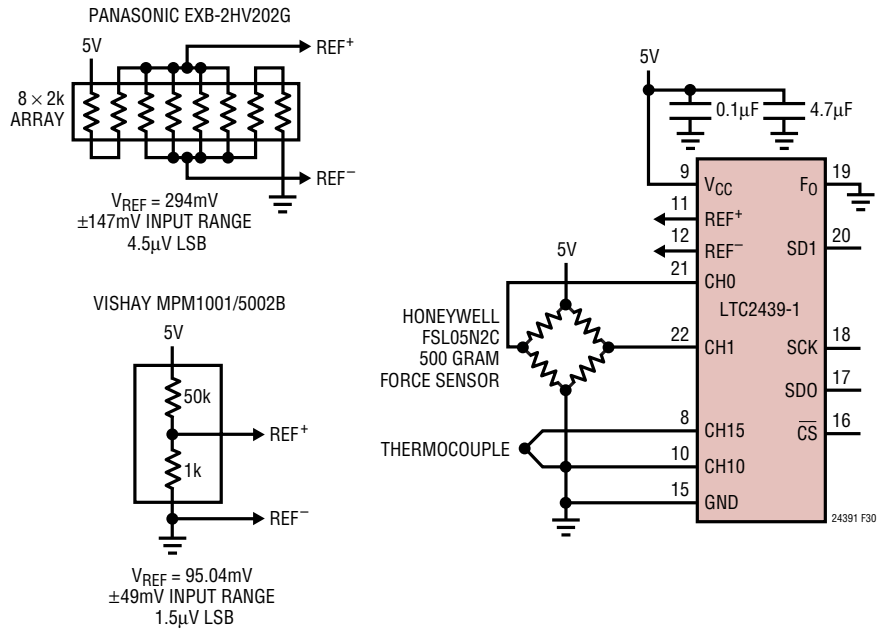 PANASONIC EXB-2HV202G
5V
REF+
8 × 2k
ARRAY
REF–
VREF = 294mV
±147mV INPUT RANGE
4.5µV LSB
VISHAY MPM1001/5002B
5V
50k
REF+
1k
REF–
VREF = 95.04mV
±49mV INPUT RANGE
1.5µV LSB
5V
0.1µF
4.7µF
9
VCC
FO
19
11
REF+
12
REF–
SD1
20
5V
21
CH0
LTC2439-1
HONEYWELL
FSL05N2C
500 GRAM
FORCE SENSOR
22
CH1
SCK
18
SDO
17
8
CH15
CS
16
THERMOCOUPLE
10
CH10
15
GND
24391 F30